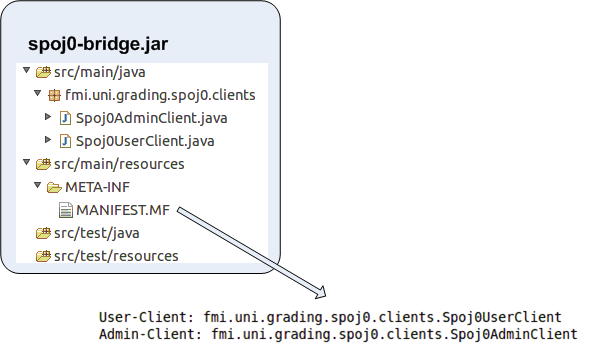 spoj0-bridge.jar
src/main/java
fmi.uni.grading.spoj0.clients
Spoj0AdminClient.java
Spoj0UserClient.java
src/main/resources
META-INF
MANIFEST.MF
src/test/java
src/test/resources
User-Client: fmi.uni.grading.spoj0.clients.Spoj0UserClient
Admin-Client: fmi.uni.grading.spoj0.clients.Spoj0AdminClient